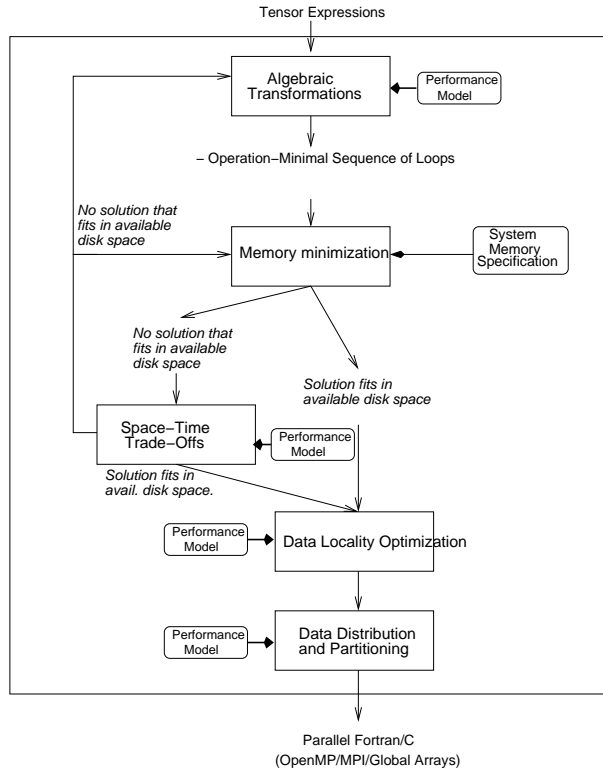 Tensor Expressions
Algebraic
Transformations
Performance
Model
− Operation−Minimal Sequence of Loops
No solution that
fits in available
disk space
Memory minimization
System
Memory
Specification
No solution that
fits in available
disk space
Solution fits in
available disk space
Space−Time
Trade−Offs
Performance
Model
Solution fits in
avail. disk space.
Performance
Model
Data Locality Optimization
Performance
Model
Data Distribution
and Partitioning
Parallel Fortran/C
(OpenMP/MPI/Global Arrays)